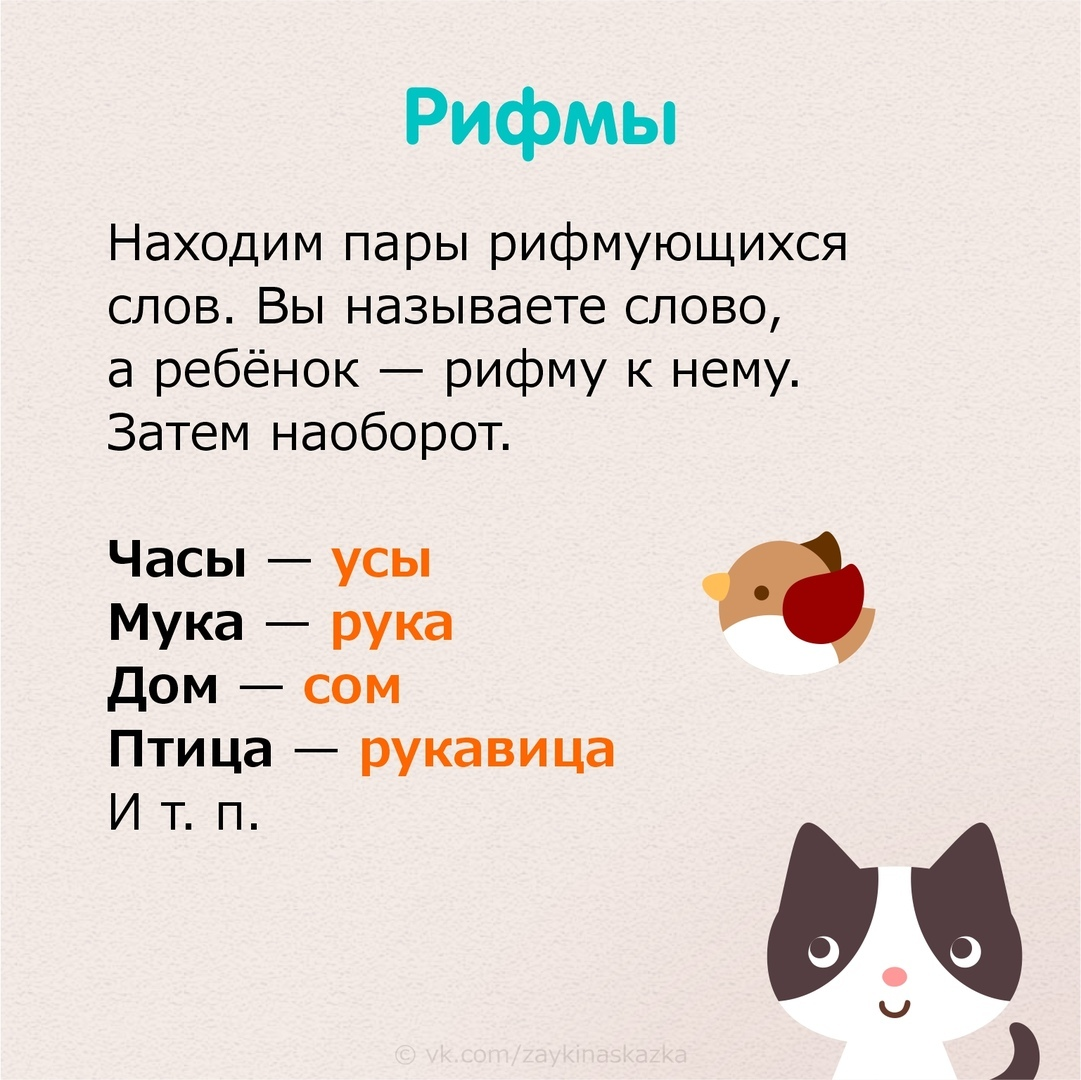 Рифмы
Находим пары рифмующихся
слов. Вы называете слово,
а ребёнок — рифму к нему.
Затем наоборот.
Часы — усы
Мука — рука
Дом — сом
Птица — рукавица
И т. п.
© vk.com/zaykinaskazka